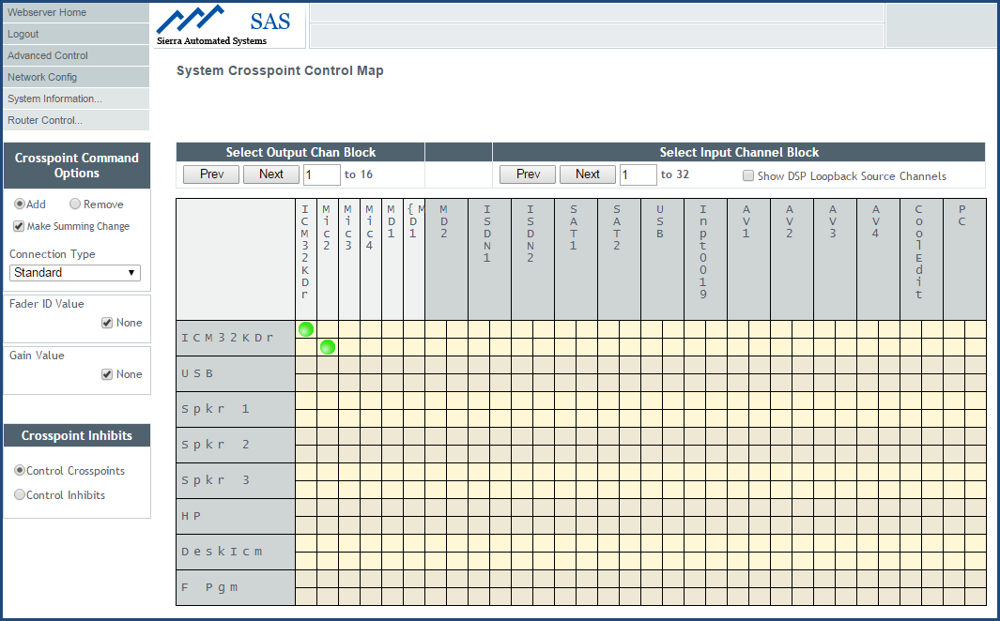 Webserver Home
Logout
Advanced Control
Network Config
System Information...
Router Control...
SAS
Sierra Automated Systems
System Crosspoint Control Map
Crosspoint Command
Options
Add Remove
Make Summing Change
Connection Type
Standard
Fader ID Value
None
Gain Value
None
Crosspoint Inhibits
Control Crosspoints
Control Inhibits
Select Output Chan Block Select Input Channel Block
Prev Next 1 to 16 Prev Next 1 to 32 Show DSP Loopback Source Channels
ICM32KDr
Mic2
Mic3
Mic4
MD1
{MD1
MD2
ISDN1
ISDN2
SAT1
SAT2
USB
Inpt0019
AV1
AV2
AV3
AV4
CoolEdit
PC
ICM32KDr
USB
Spkr 1
Spkr 2
Spkr 3
HP
DeskIcm
F Pgm